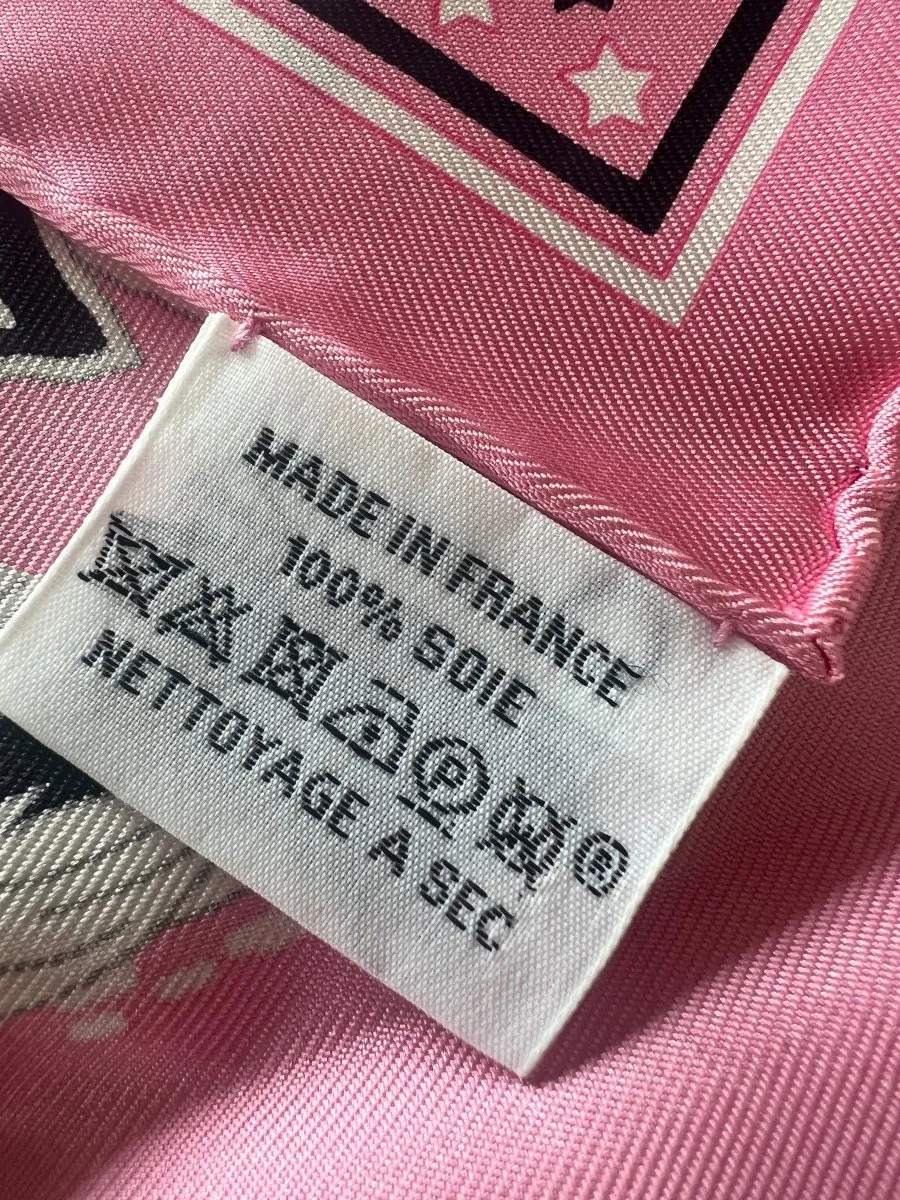 MADE IN FRANCE
100% SOIE
P W ®
NETTOYAGE A SEC